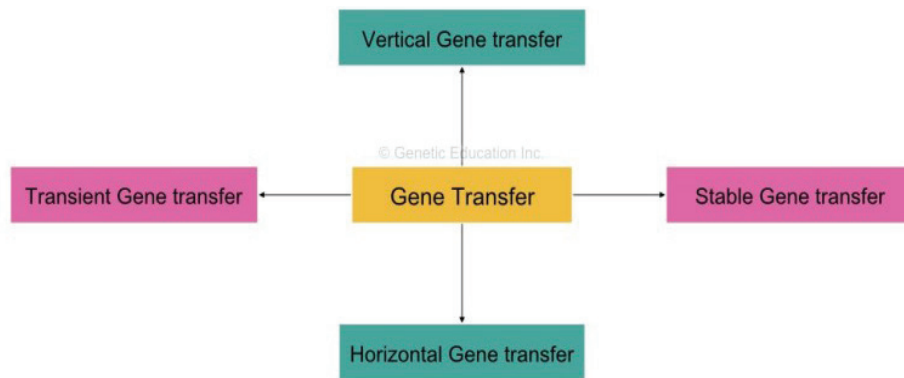 Vertical Gene transfer
© Genetic Education Inc.
Transient Gene transfer
Gene Transfer
Stable Gene transfer
Horizontal Gene transfer